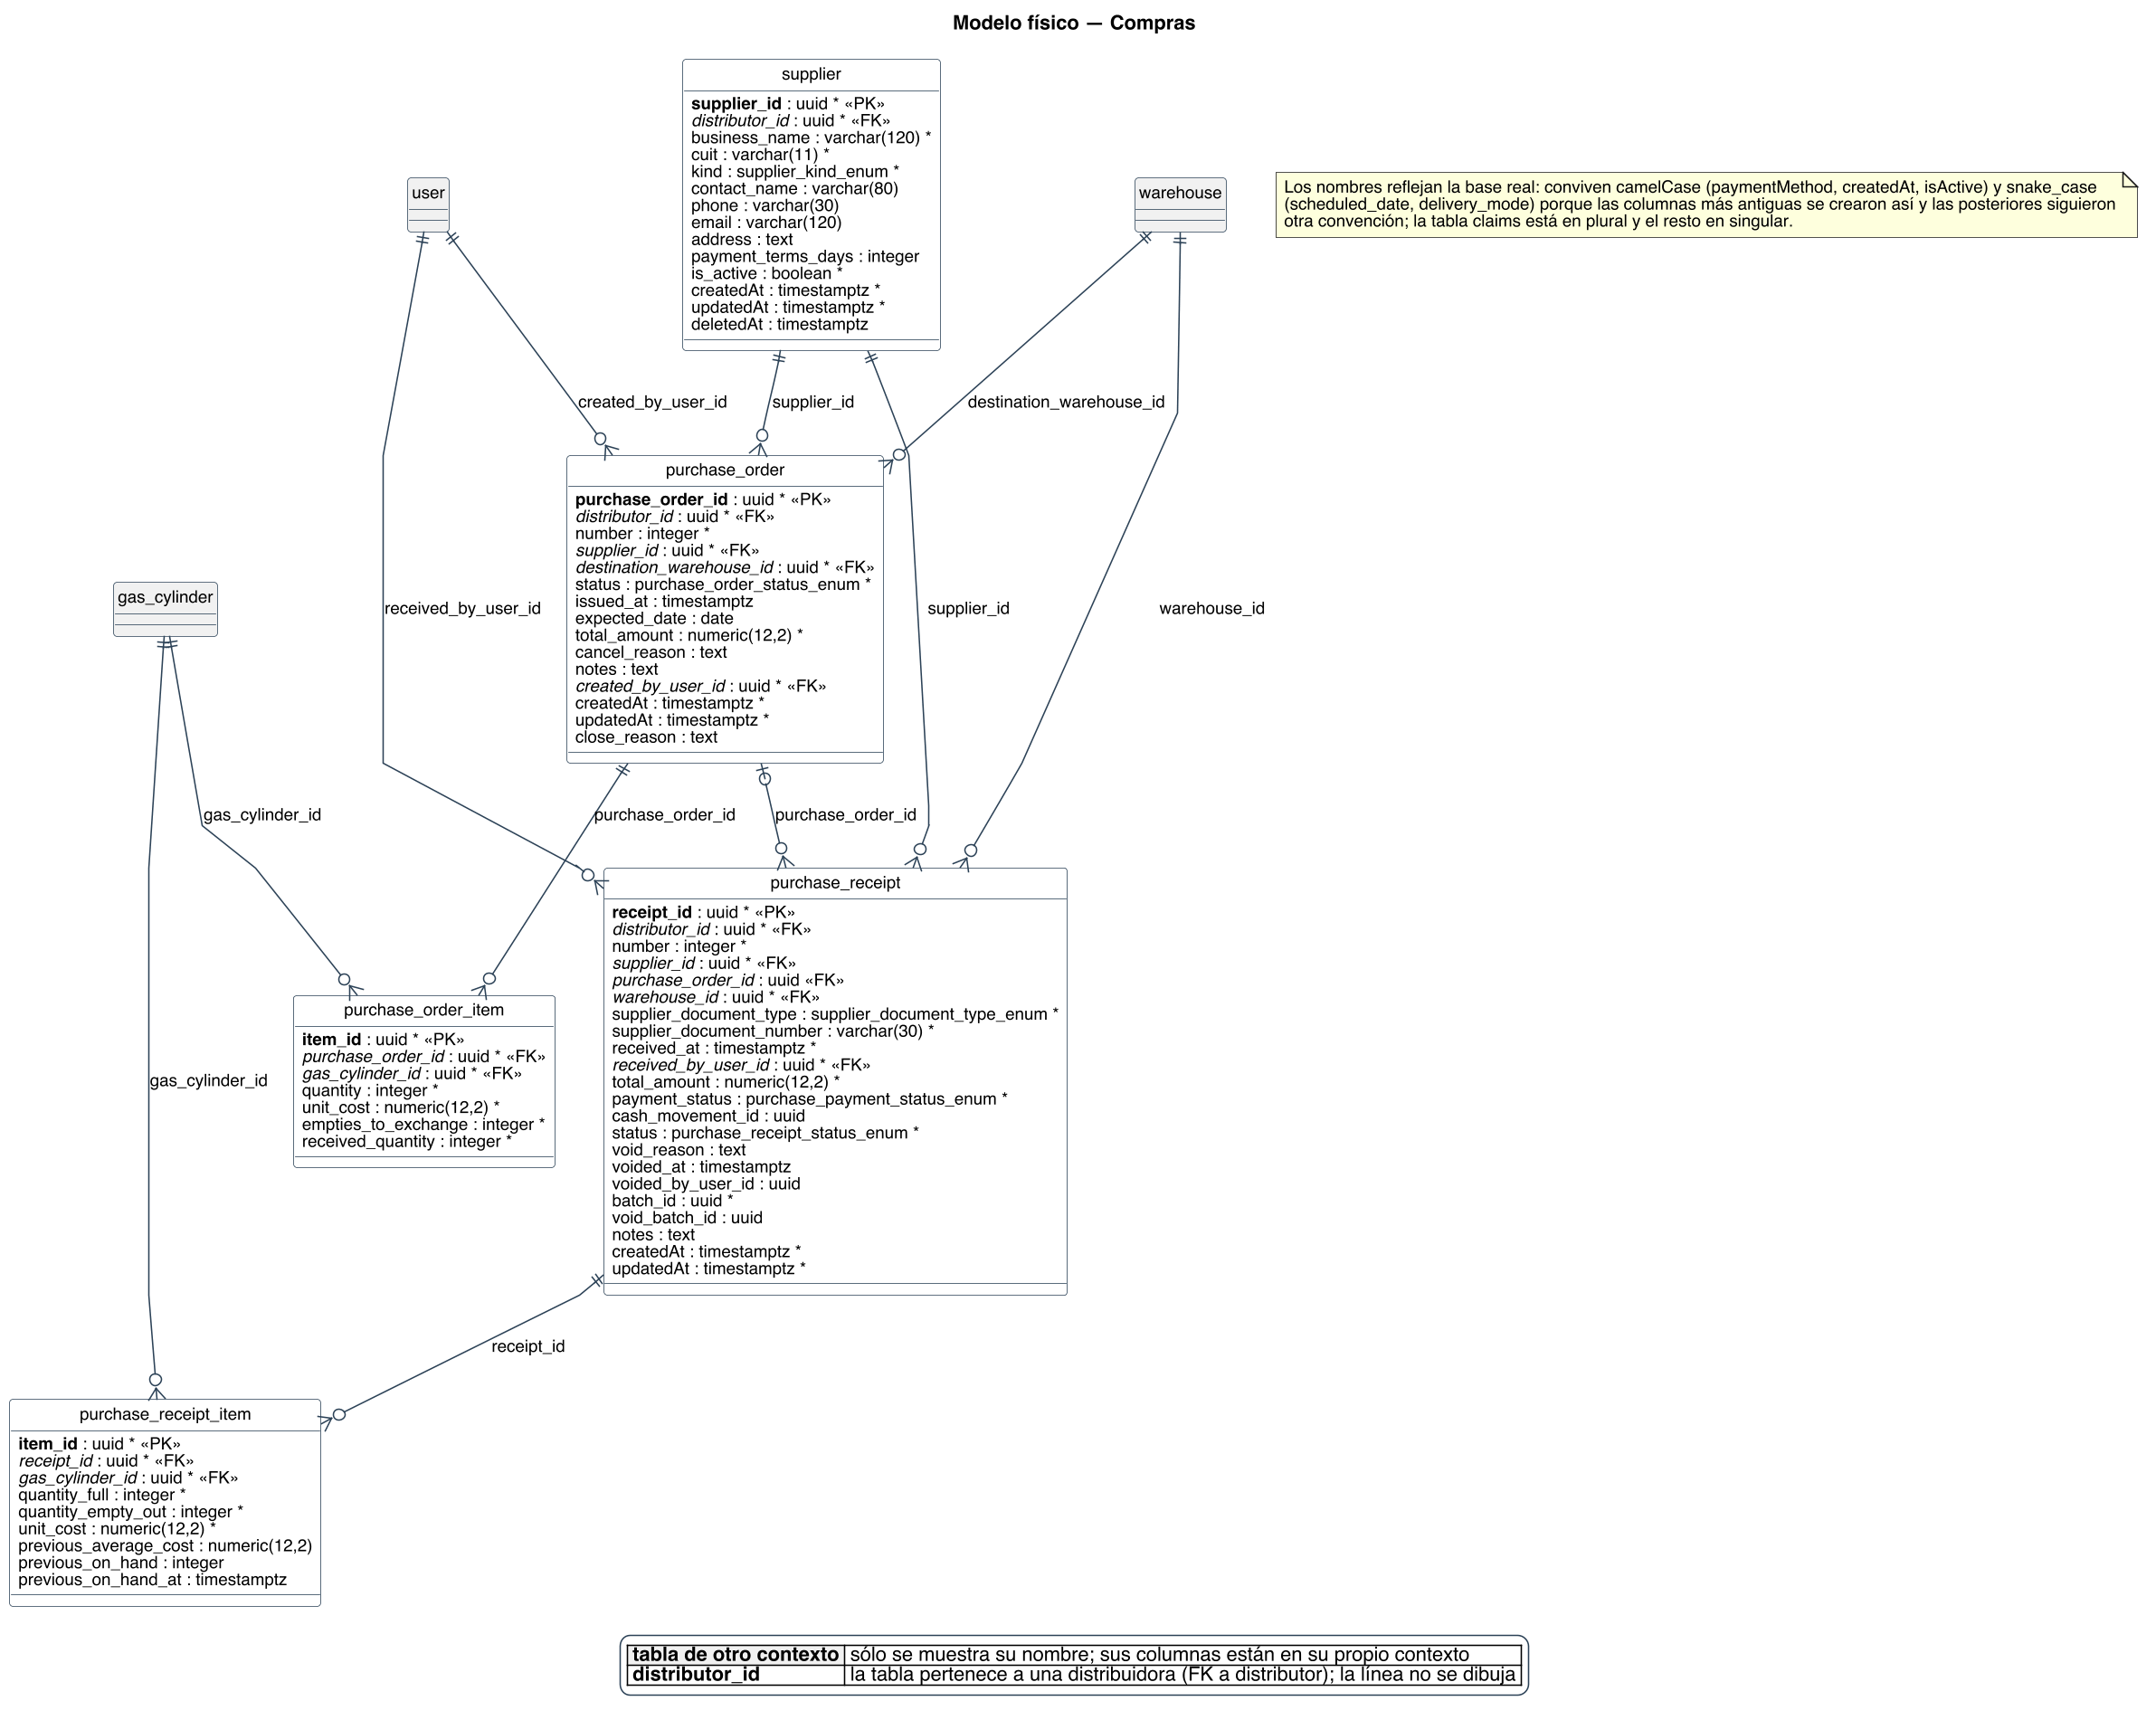 Modelo físico — Compras
supplier
supplier_id : uuid * «PK»
distributor_id : uuid * «FK»
business_name : varchar(120) *
cuit : varchar(11) *
kind : supplier_kind_enum *
contact_name : varchar(80)
phone : varchar(30)
email : varchar(120)
address : text
payment_terms_days : integer
is_active : boolean *
createdAt : timestamptz *
updatedAt : timestamptz *
deletedAt : timestamptz
user
warehouse
Los nombres reflejan la base real: conviven camelCase (paymentMethod, createdAt, isActive) y snake_case
(scheduled_date, delivery_mode) porque las columnas más antiguas se crearon así y las posteriores siguieron
otra convención; la tabla claims está en plural y el resto en singular.
created_by_user_id
supplier_id
destination_warehouse_id
purchase_order
purchase_order_id : uuid * «PK»
distributor_id : uuid * «FK»
number : integer *
supplier_id : uuid * «FK»
destination_warehouse_id : uuid * «FK»
status : purchase_order_status_enum *
issued_at : timestamptz
expected_date : date
total_amount : numeric(12,2) *
cancel_reason : text
notes : text
created_by_user_id : uuid * «FK»
createdAt : timestamptz *
updatedAt : timestamptz *
close_reason : text
gas_cylinder
received_by_user_id
supplier_id
warehouse_id
gas_cylinder_id
purchase_order_id
purchase_order_id
purchase_receipt
receipt_id : uuid * «PK»
distributor_id : uuid * «FK»
number : integer *
supplier_id : uuid * «FK»
purchase_order_id : uuid «FK»
warehouse_id : uuid * «FK»
supplier_document_type : supplier_document_type_enum *
supplier_document_number : varchar(30) *
received_at : timestamptz *
received_by_user_id : uuid * «FK»
total_amount : numeric(12,2) *
payment_status : purchase_payment_status_enum *
cash_movement_id : uuid
status : purchase_receipt_status_enum *
void_reason : text
voided_at : timestamptz
voided_by_user_id : uuid
batch_id : uuid *
void_batch_id : uuid
notes : text
createdAt : timestamptz *
updatedAt : timestamptz *
purchase_order_item
item_id : uuid * «PK»
purchase_order_id : uuid * «FK»
gas_cylinder_id : uuid * «FK»
quantity : integer *
unit_cost : numeric(12,2) *
empties_to_exchange : integer *
received_quantity : integer *
gas_cylinder_id
receipt_id
purchase_receipt_item
item_id : uuid * «PK»
receipt_id : uuid * «FK»
gas_cylinder_id : uuid * «FK»
quantity_full : integer *
quantity_empty_out : integer *
unit_cost : numeric(12,2) *
previous_average_cost : numeric(12,2)
previous_on_hand : integer
previous_on_hand_at : timestamptz
tabla de otro contexto sólo se muestra su nombre; sus columnas están en su propio contexto
distributor_id la tabla pertenece a una distribuidora (FK a distributor); la línea no se dibuja